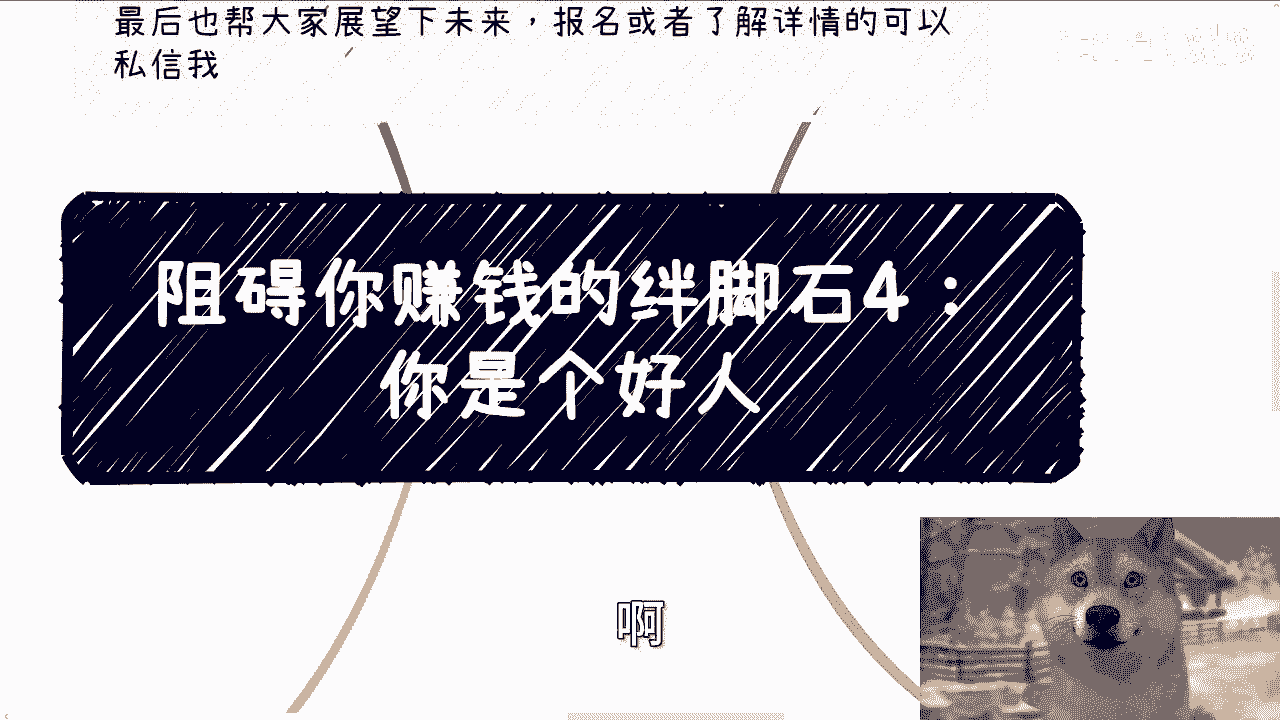 最后也帮大家展望下未来，报名或者了解详情的可以
私信我
阻碍你赚钱的绊脚石4：
你是个好人
啊